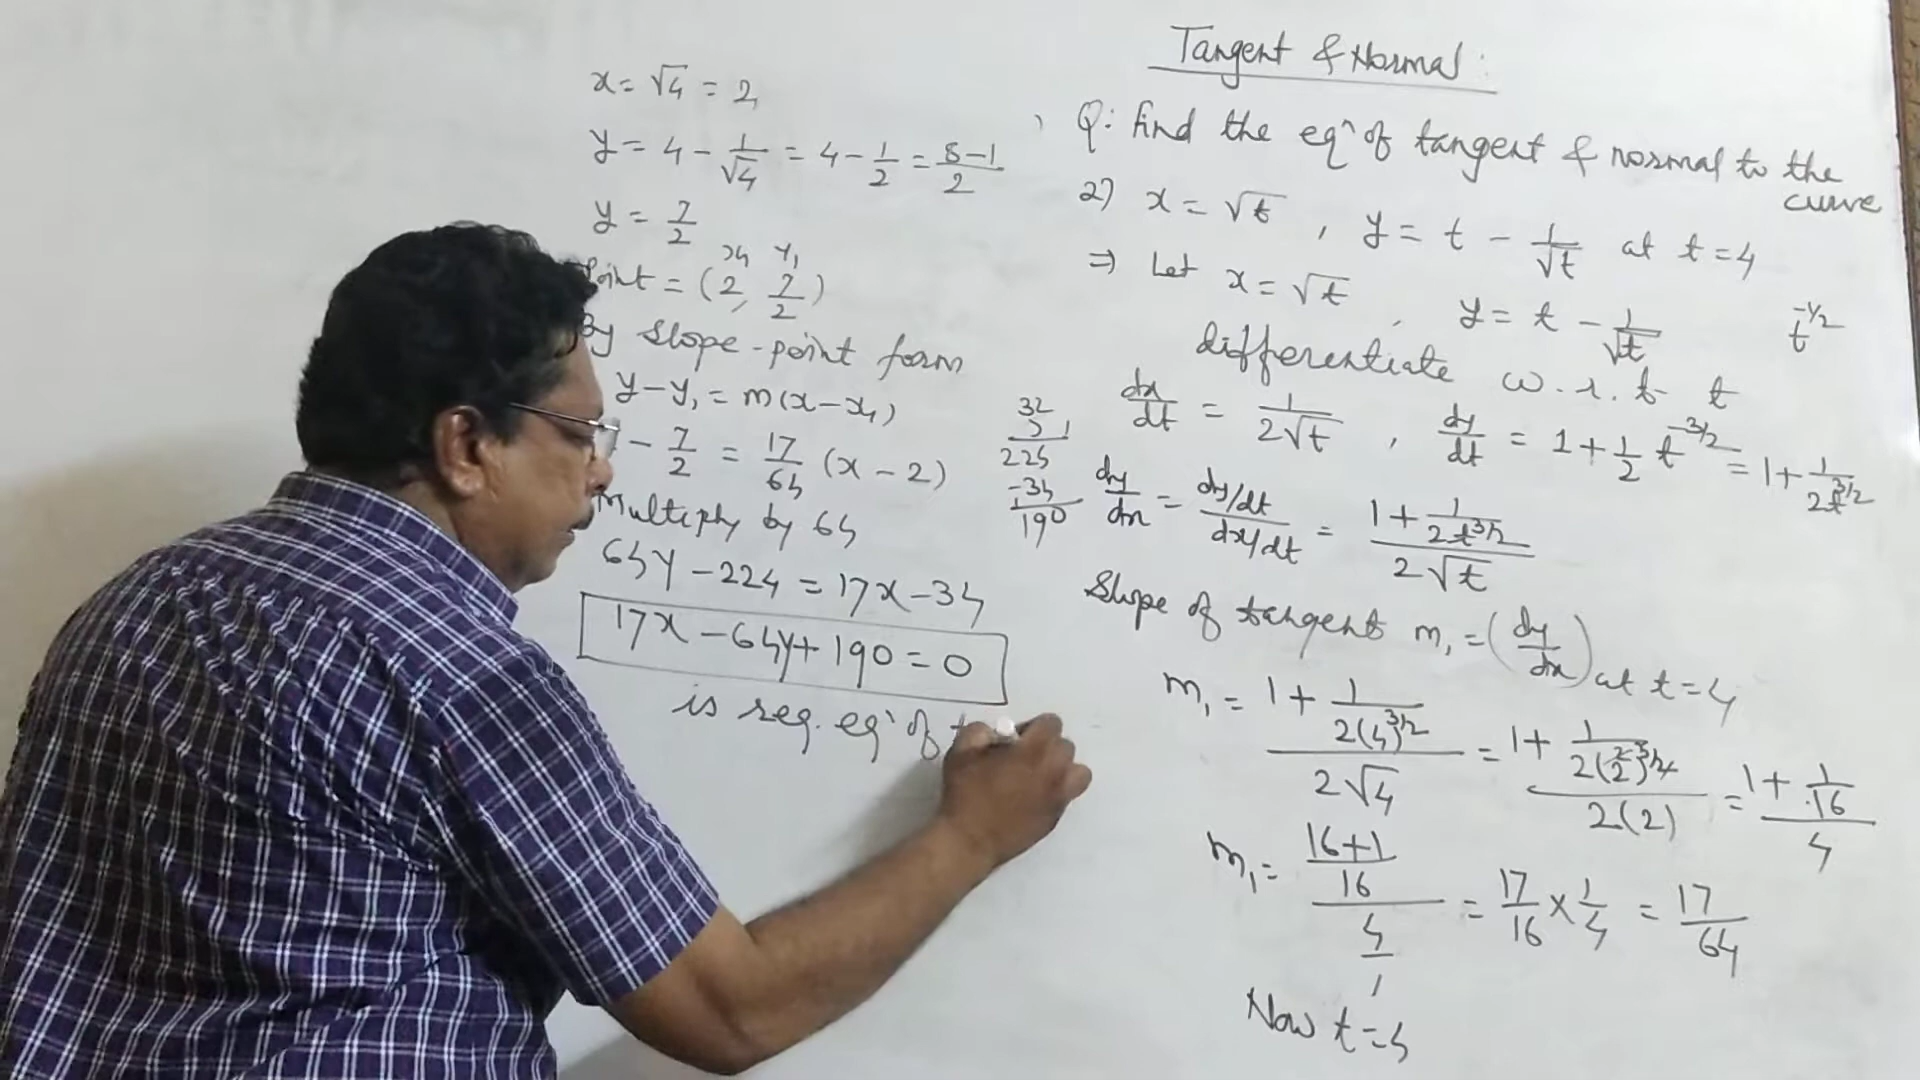 Tangent & Normal:
Q: find the eqⁿ of tangent & normal to the curve
2) x = √t , y = t - 1/√t at t = 4
⇒ Let x = √t , y = t - 1/√t
t^-1/2
differentiate w.r.t. t
dx/dt = 1/2√t , dy/dt = 1 + 1/2 t^-3/2 = 1 + 1/2t^3/2
dy/dx = dy/dt / dx/dt = 1 + 1/2t^3/2 / 2√t
Slope of tangent m₁ = (dy/dx) at t = 4
m₁ = 1 + 1/2(4)^3/2 / 2√4 = 1 + 1/2(2²)^3/2 / 2(2) = 1 + 1/16 / 4
m₁ = 16+1/16 / 4/1 = 17/16 × 1/4 = 17/64
Now t = 4
x = √4 = 2
y = 4 - 1/√4 = 4 - 1/2 = 8-1/2
y = 7/2
x₁ y₁
Point = (2, 7/2)
By slope-point form
y - y₁ = m(x - x₁)
- 7/2 = 17/64 (x - 2)
Multiply by 64
64y - 224 = 17x - 34
17x - 64y + 190 = 0
is req. eqⁿ of t
32
-34
190